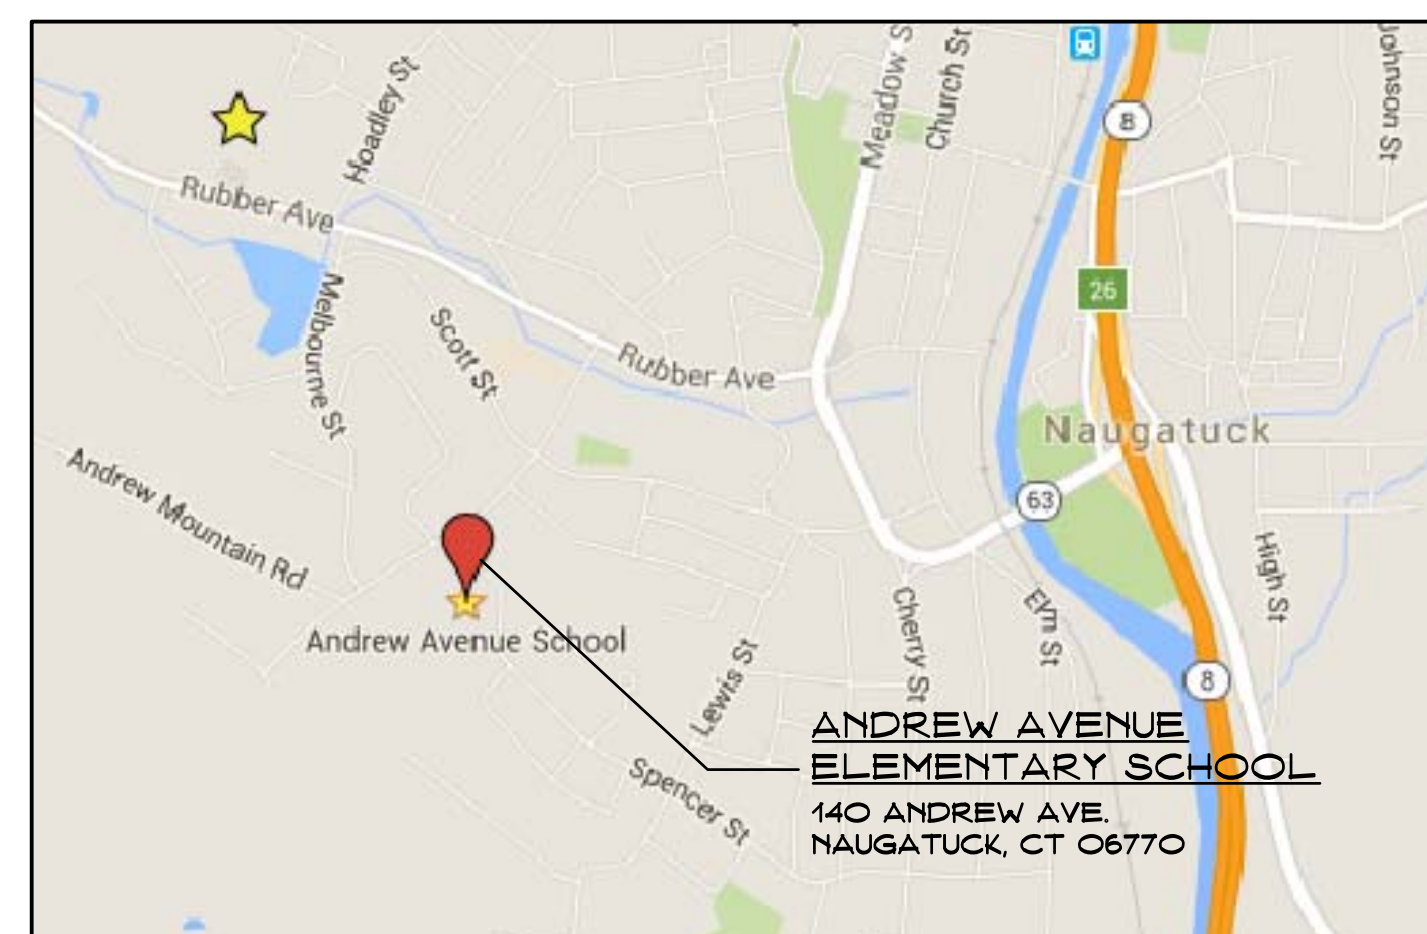 Hoadley St
Meadow S
Church St
Johnson St
8
Rubber Ave
26
Melbourne St
Scott St
Rubber Ave
Naugatuck
Andrew Mountain Rd
63
High St
Andrew Avenue School
Cherry St
Elm St
Lewis St
8
ANDREW AVENUE
ELEMENTARY SCHOOL
Spencer St
140 ANDREW AVE.
NAUGATUCK, CT 06770